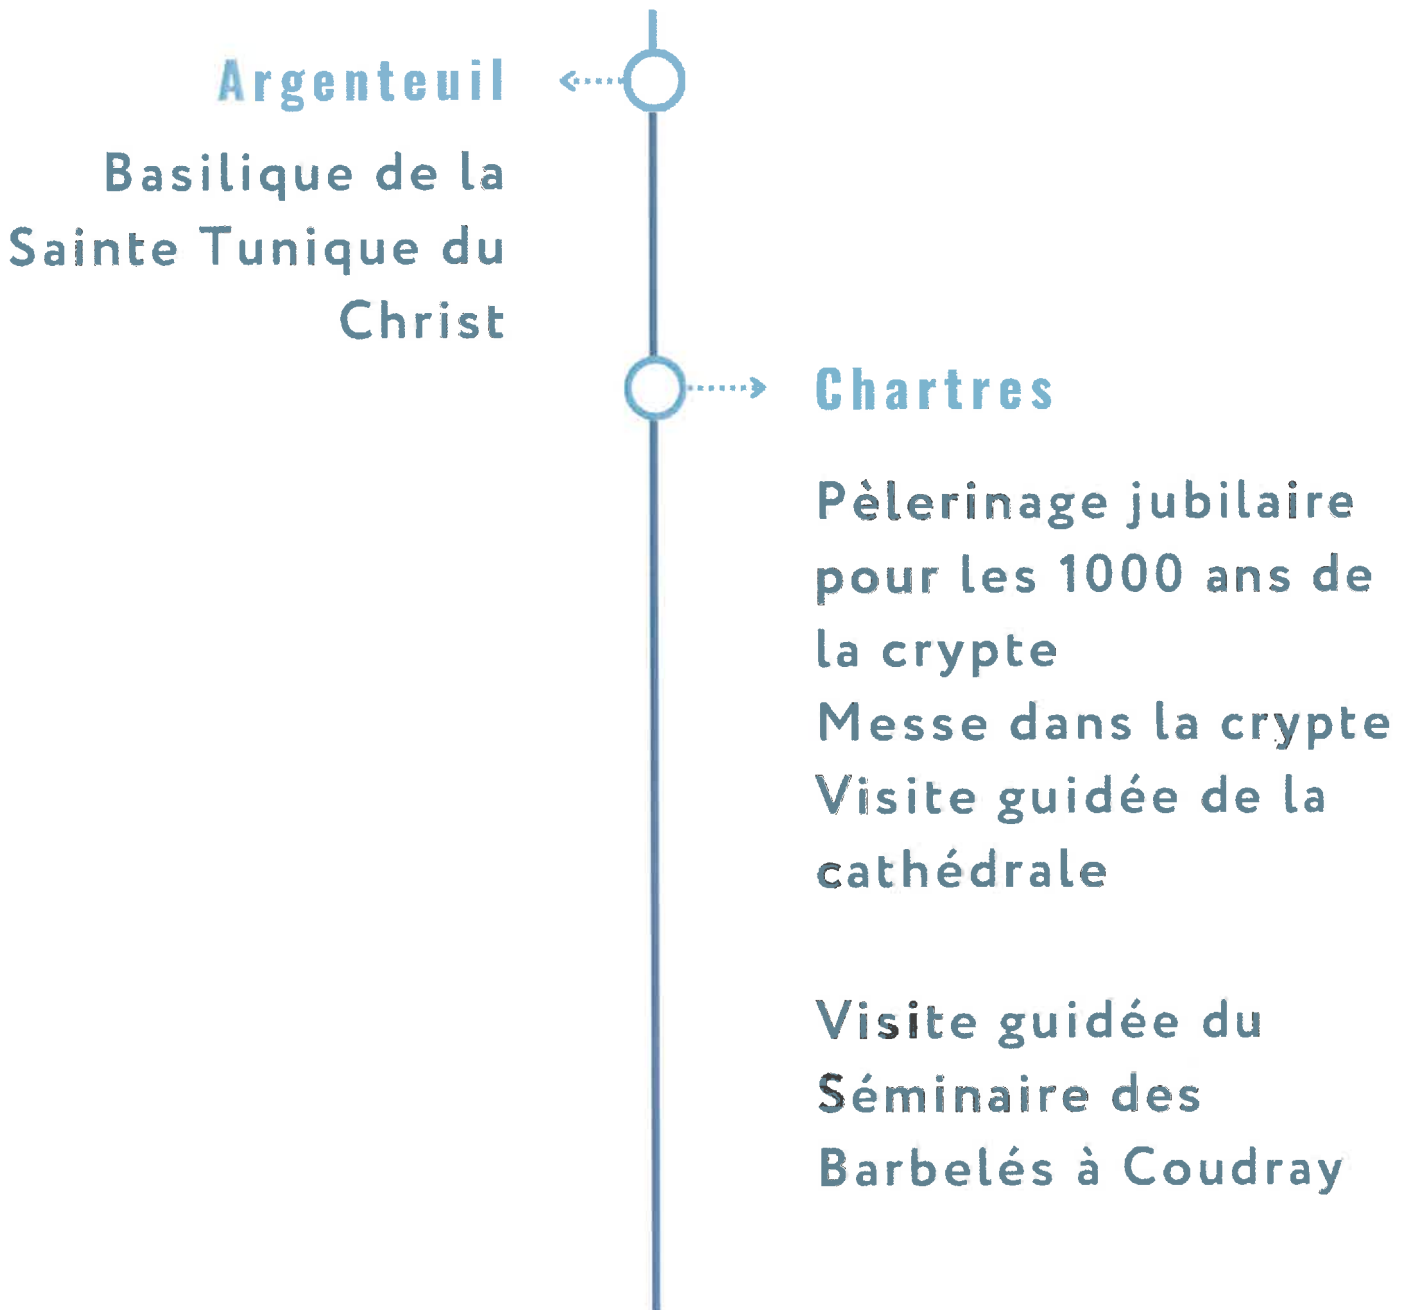 Argenteuil
Basilique de la
Sainte Tunique du
Christ
Chartres
Pèlerinage jubilaire
pour les 1000 ans de
la crypte
Messe dans la crypte
Visite guidée de la
cathédrale
Visite guidée du
Séminaire des
Barbelés à Coudray